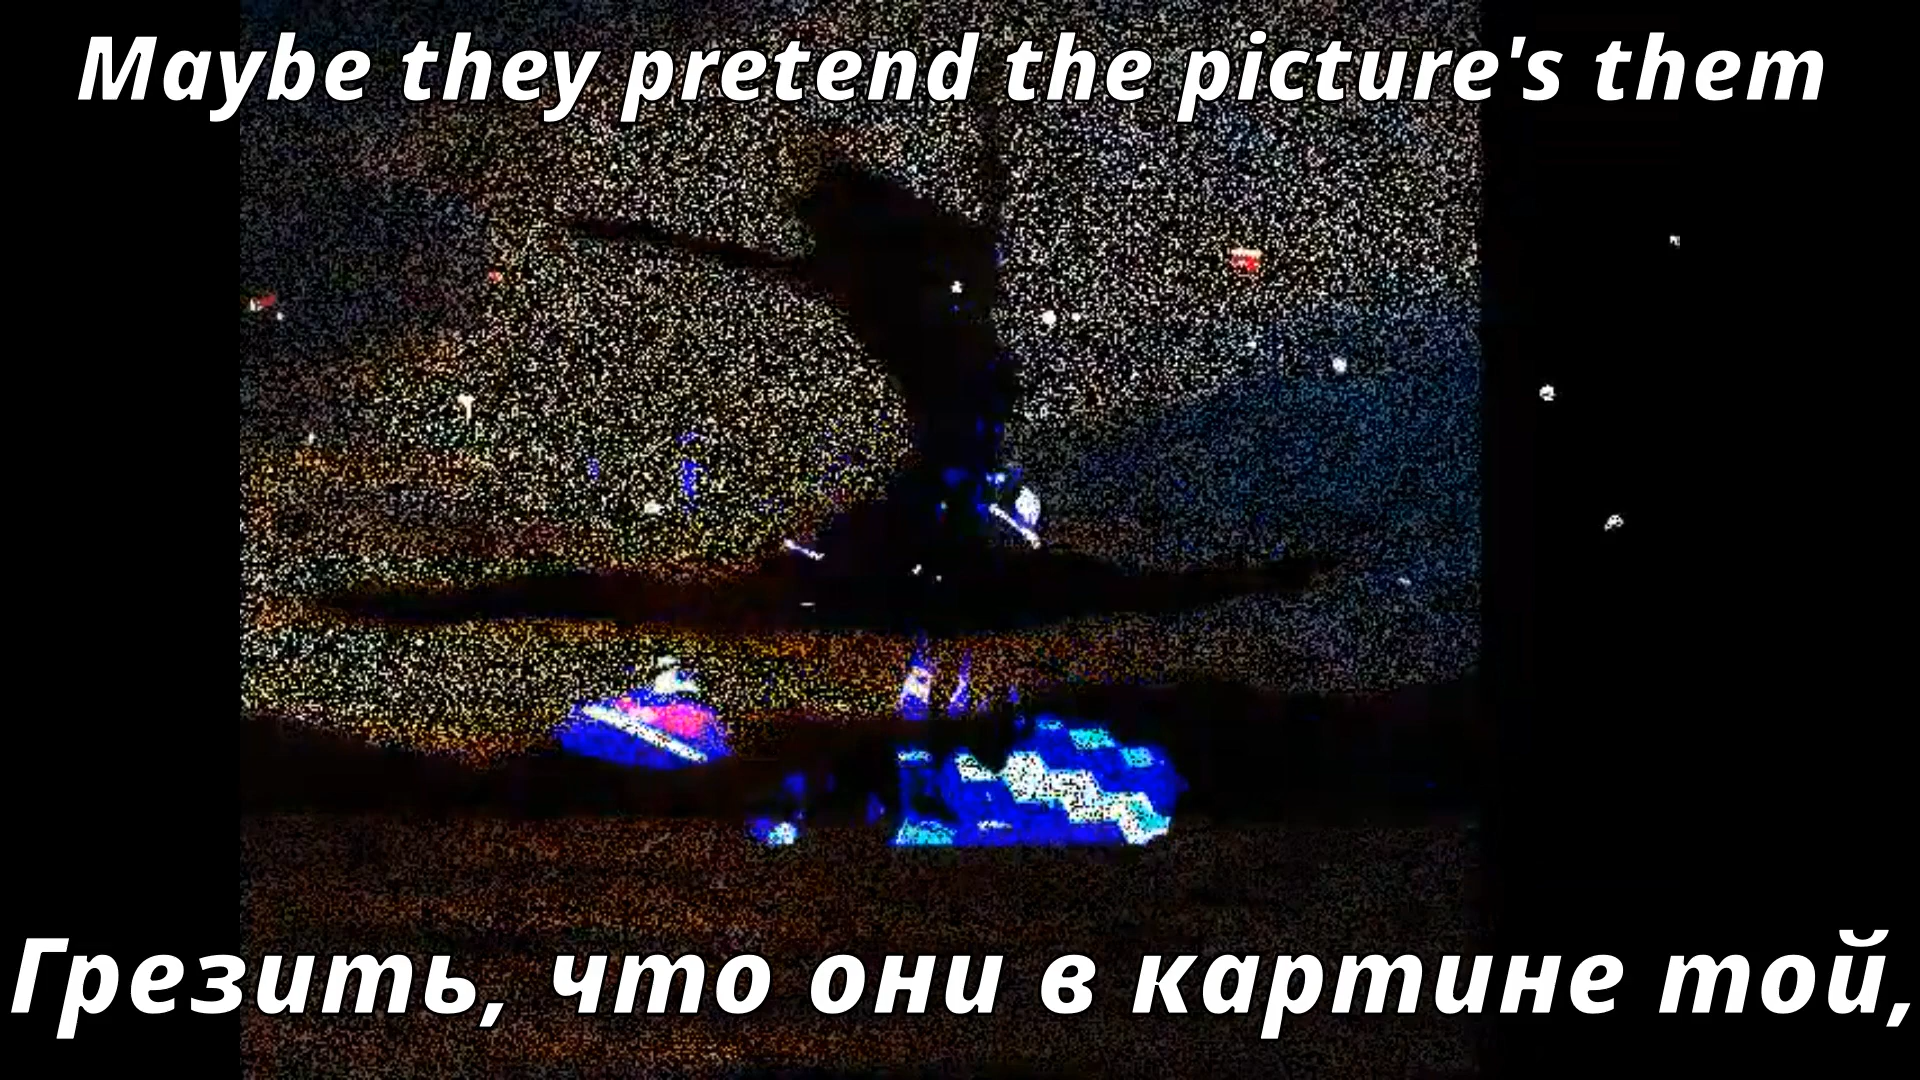 Maybe they pretend the picture's them
Грезить, что они в картине той,